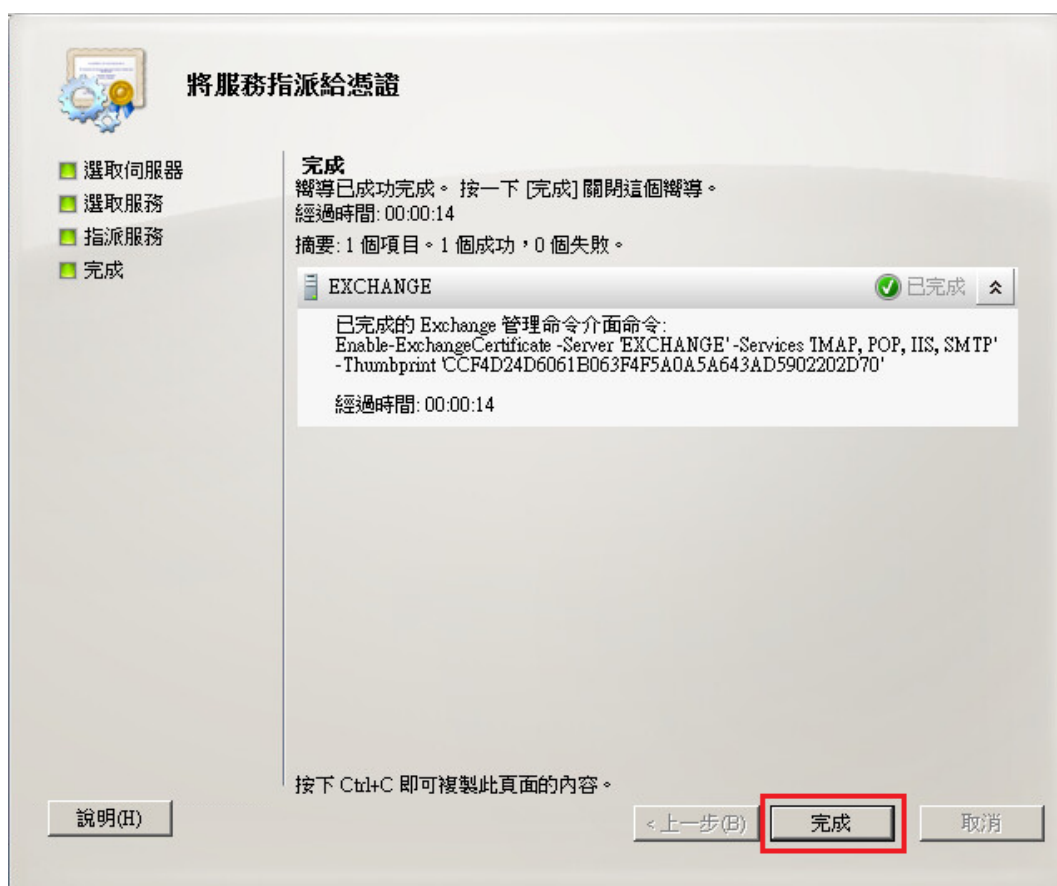 將服務指派給憑證
選取伺服器
選取服務
指派服務
完成
完成
嚮導已成功完成。 按一下 [完成] 關閉這個嚮導。
經過時間: 00:00:14
摘要: 1 個項目。1 個成功，0 個失敗。
EXCHANGE
已完成
已完成的 Exchange 管理命令介面命令:
Enable-ExchangeCertificate -Server 'EXCHANGE' -Services 'IMAP, POP, IIS, SMTP'
-Thumbprint 'CCF4D24D6061B063F4F5A0A5A643AD5902202D70'
經過時間: 00:00:14
按下 Ctrl+C 即可複製此頁面的內容。
說明(H)
< 上一步(B)
完成
取消